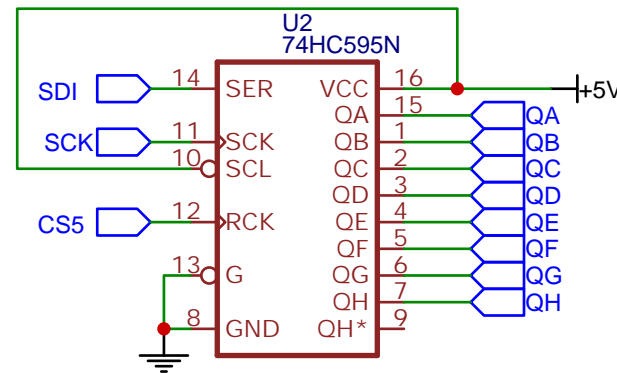 U2
74HC595N
SDI 14 SER VCC 16 +5V
QA 15 QA
SCK 11 SCK QB 1 QB
10 SCL QC 2 QC
QD 3 QD
CS5 12 RCK QE 4 QE
QF 5 QF
13 G QG 6 QG
QH 7 QH
8 GND QH* 9